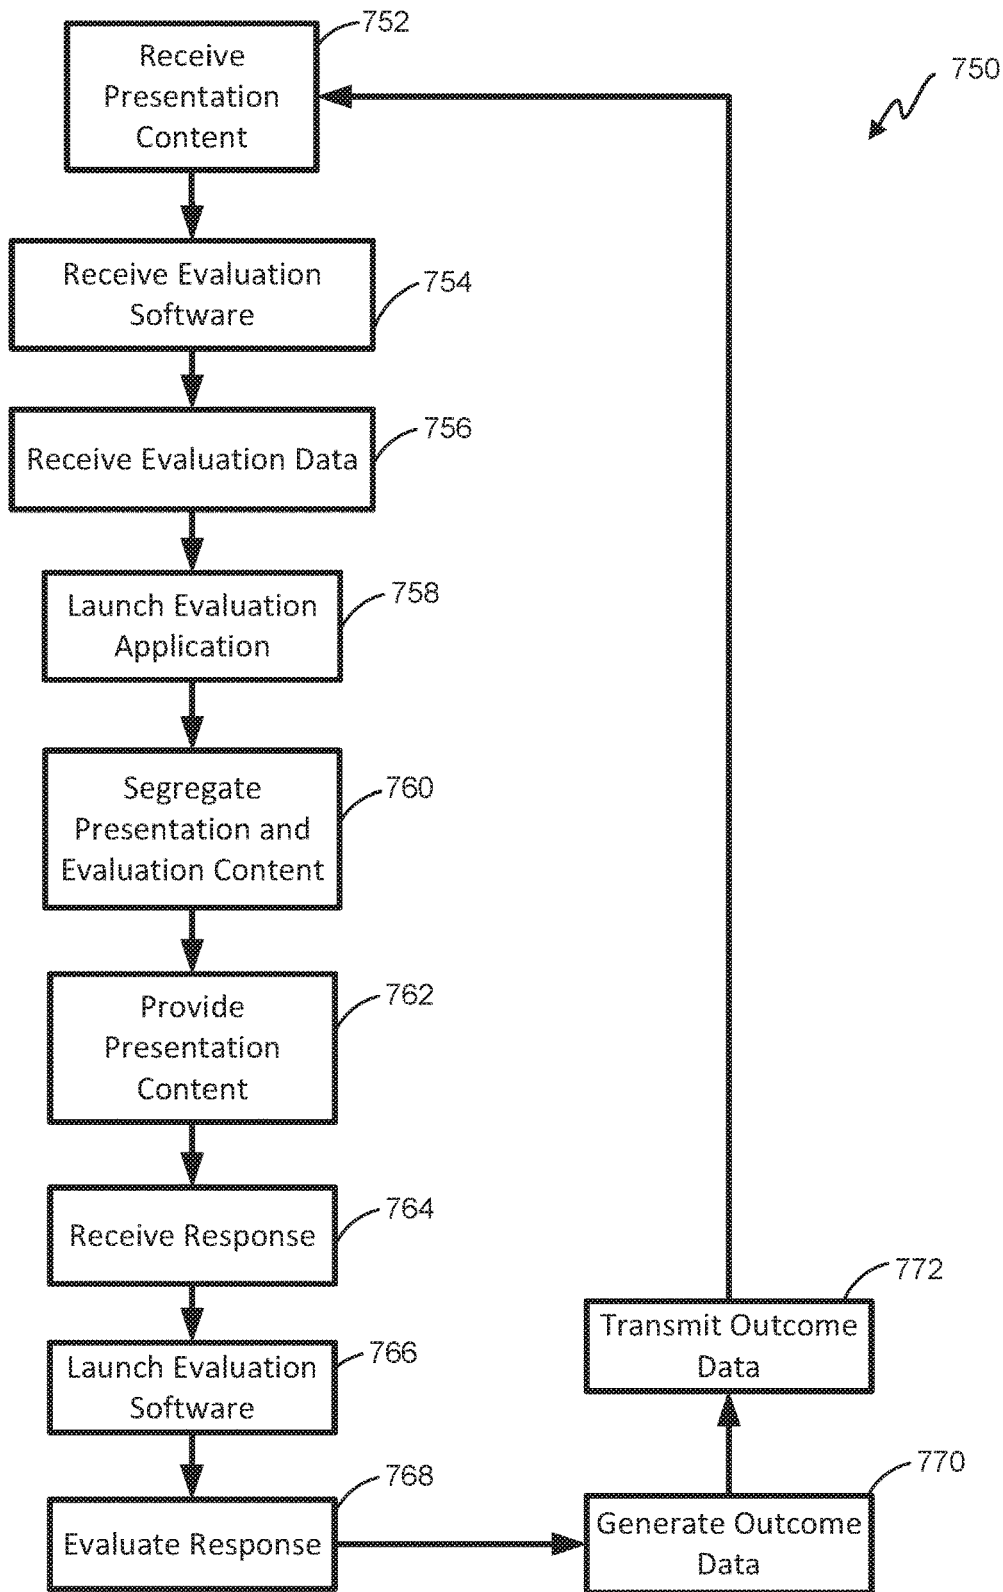 752
Receive
Presentation
Content
750
Receive Evaluation
Software
754
Receive Evaluation Data
756
Launch Evaluation
Application
758
Segregate
Presentation and
Evaluation Content
760
Provide
Presentation
Content
762
Receive Response
764
Launch Evaluation
Software
766
Evaluate Response
768
Generate Outcome
Data
770
Transmit Outcome
Data
772